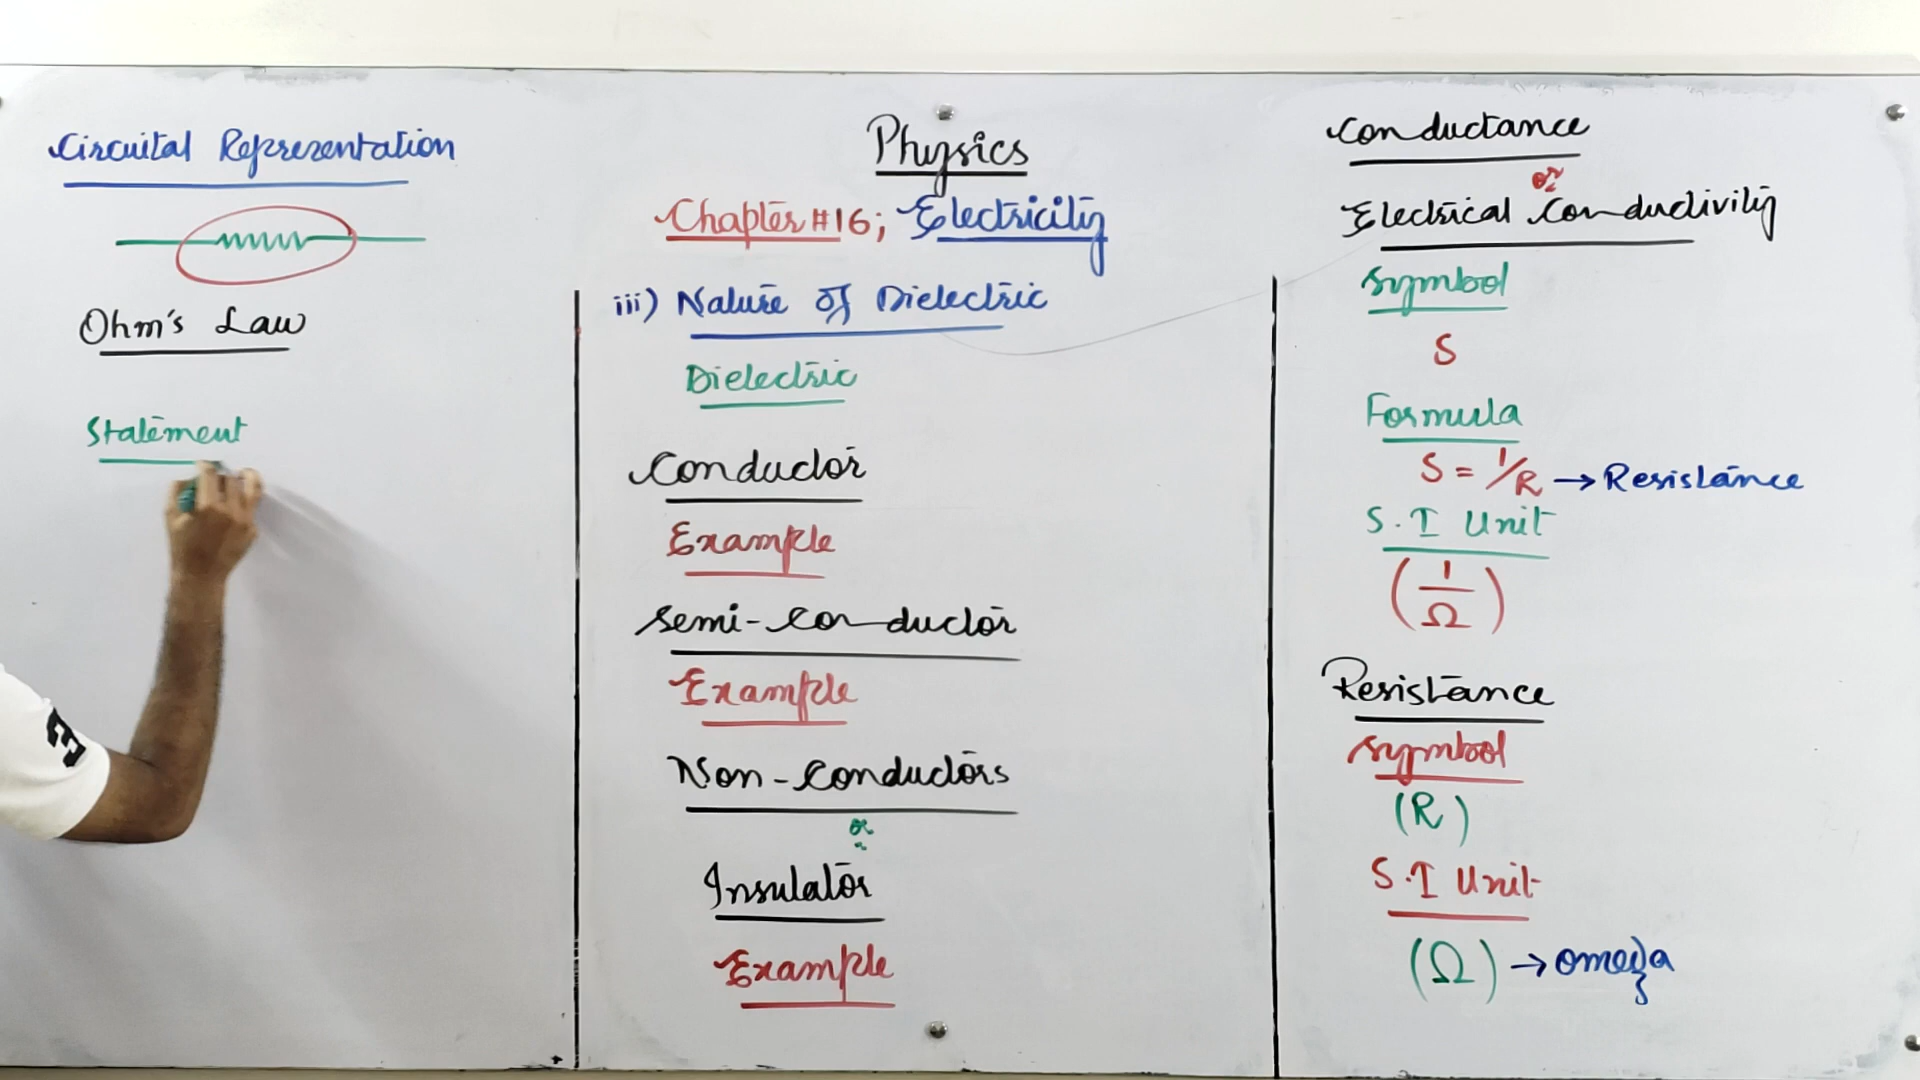 Circuital Representation
Ohm's Law
Statement
3
Physics
Chapter #16; Electricity
iii) Nature of Dielectric
Dielectric
Conductor
Example
Semi-Conductor
Example
Non-Conductors
or
Insulator
Example
Conductance
or
Electrical Conductivity
Symbol
S
Formula
S = 1/R → Resistance
S.I Unit
(1/Ω)
Resistance
Symbol
(R)
S.I Unit
(Ω) → omega